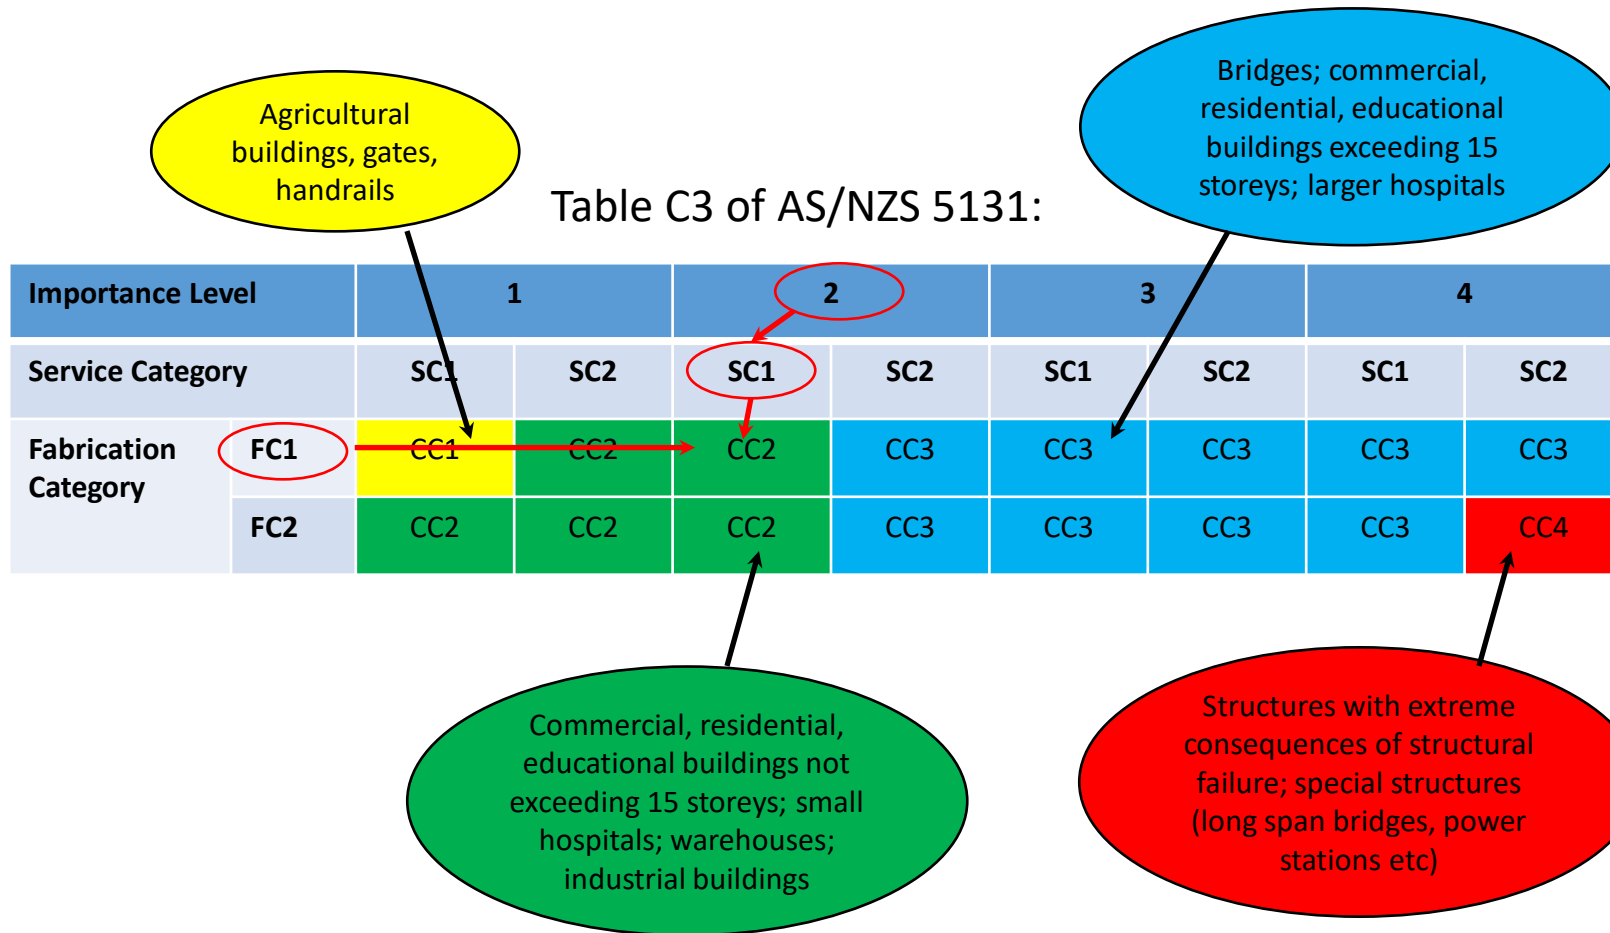 Agricultural
buildings, gates,
handrails
Bridges; commercial,
residential, educational
buildings exceeding 15
storeys; larger hospitals
Table C3 of AS/NZS 5131:
Importance Level 1 2 3 4
Service Category SC1 SC2 SC1 SC2 SC1 SC2 SC1 SC2
Fabrication
Category
FC1 CC1 CC2 CC2 CC3 CC3 CC3 CC3 CC3
FC2 CC2 CC2 CC2 CC3 CC3 CC3 CC3 CC4
Commercial, residential,
educational buildings not
exceeding 15 storeys; small
hospitals; warehouses;
industrial buildings
Structures with extreme
consequences of structural
failure; special structures
(long span bridges, power
stations etc)